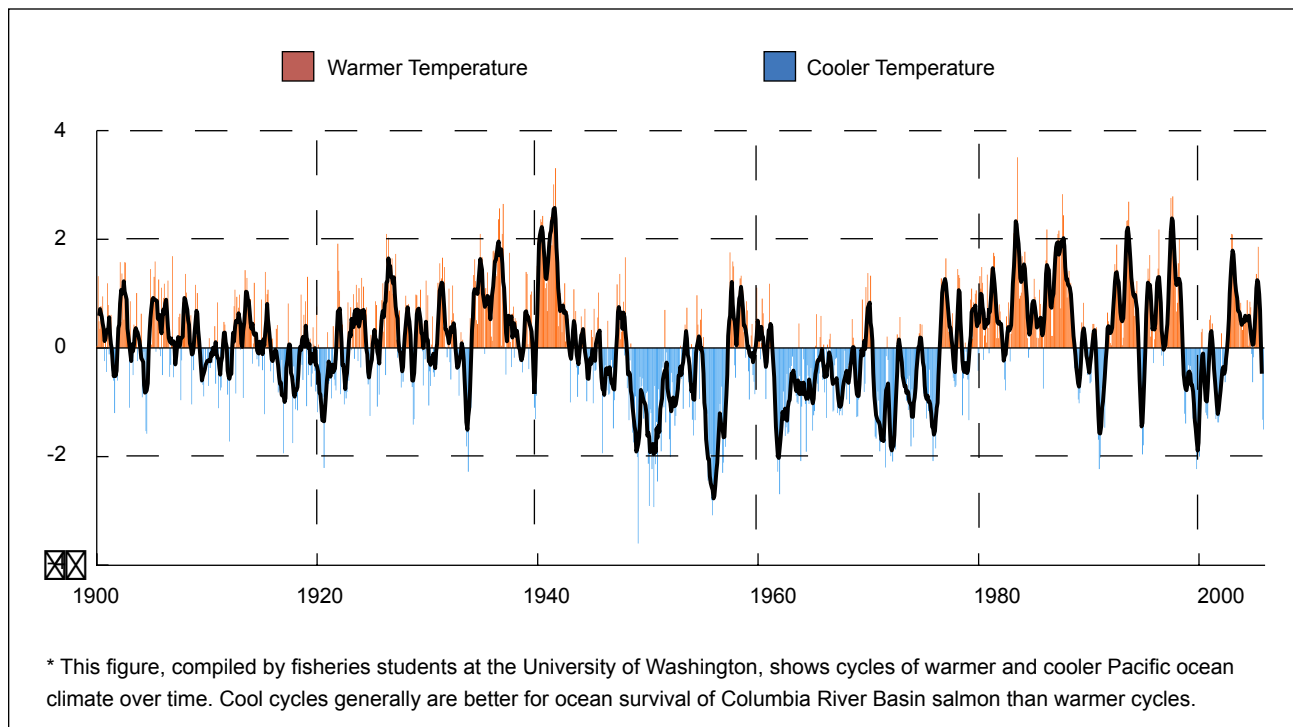 Warmer Temperature
Cooler Temperature
4
2
0
-2
1900
1920
1940
1960
1980
2000
* This figure, compiled by fisheries students at the University of Washington, shows cycles of warmer and cooler Pacific ocean
climate over time. Cool cycles generally are better for ocean survival of Columbia River Basin salmon than warmer cycles.